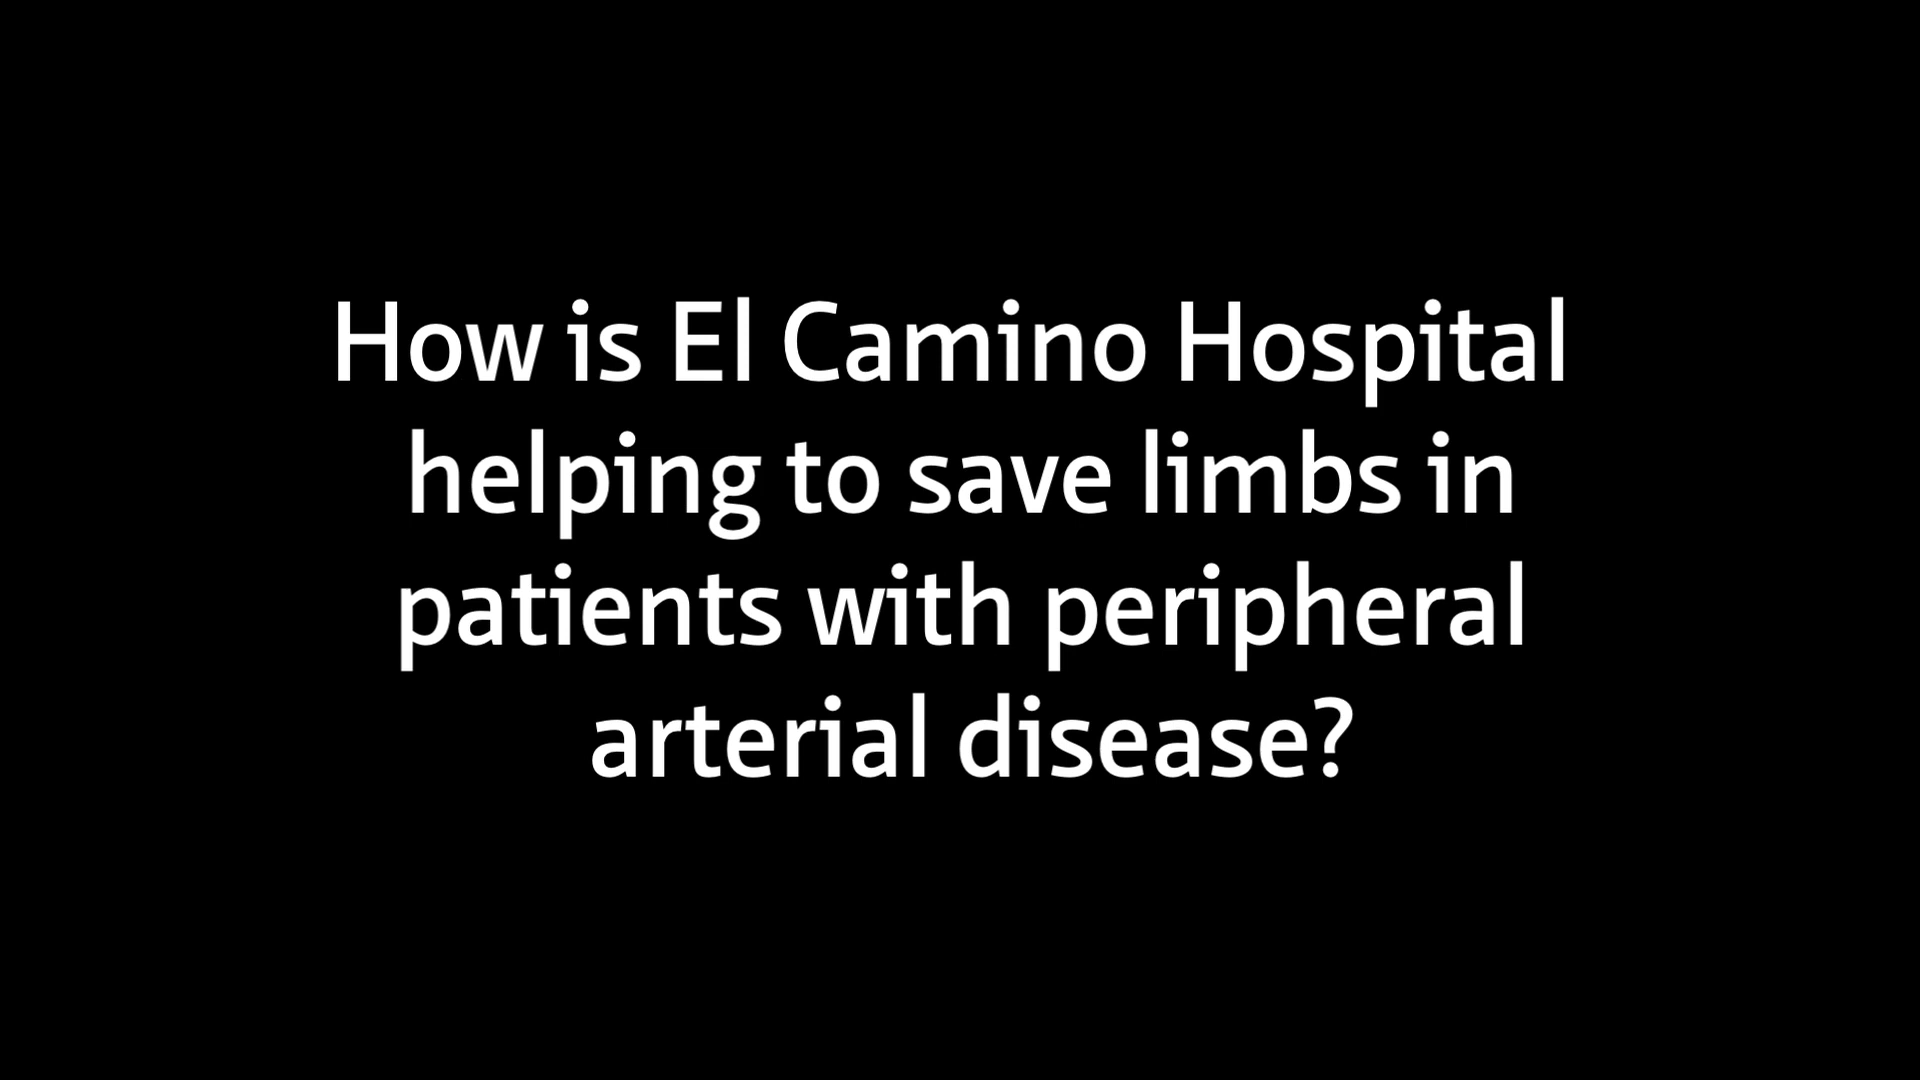 How is El Camino Hospital
helping to save limbs in
patients with peripheral
arterial disease?